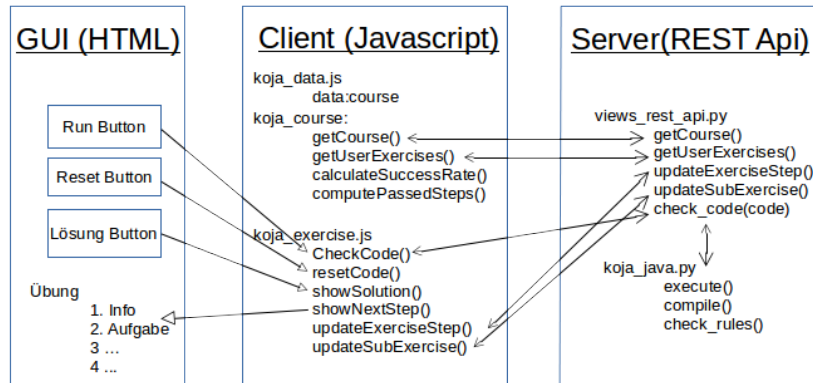 GUI (HTML)
Run Button
Reset Button
Lösung Button
Übung
1. Info
2. Aufgabe
3 ...
4 ...
Client (Javascript)
koja_data.js
data:course
koja_course:
getCourse()
getUserExercises()
calculateSuccessRate()
computePassedSteps()
koja_exercise.js
CheckCode()
resetCode()
showSolution()
showNextStep()
updateExerciseStep()
updateSubExercise()
Server(REST Api)
views_rest_api.py
getCourse()
getUserExercises()
updateExerciseStep()
updateSubExercise()
check_code(code)
koja_java.py
execute()
compile()
check_rules()